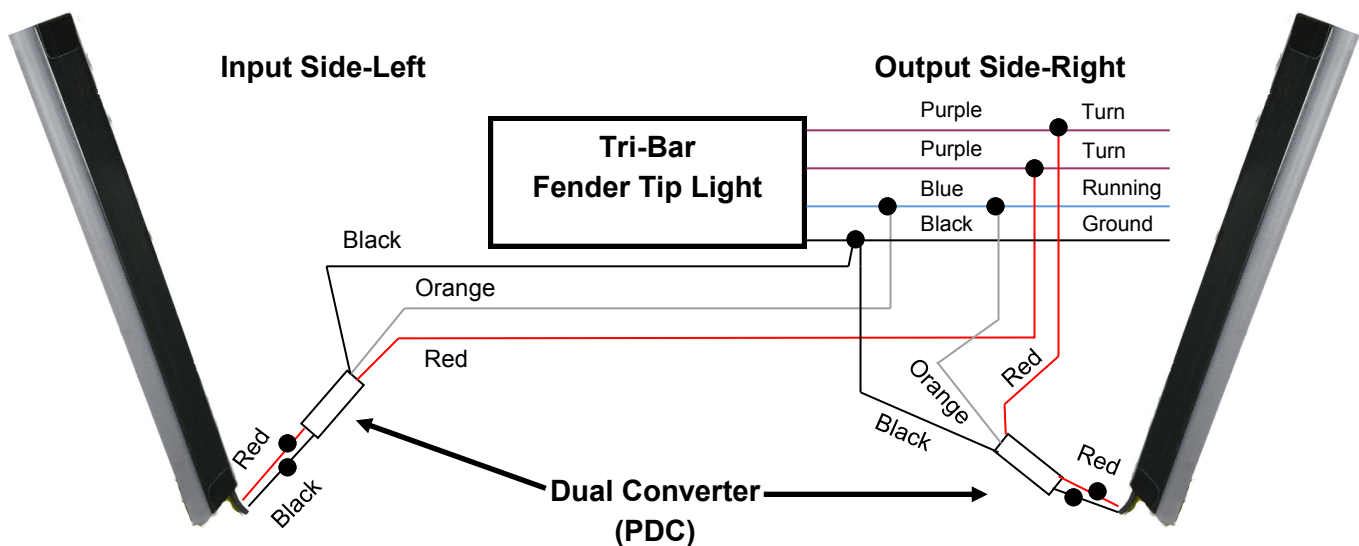 Input Side-Left
Output Side-Right
Tri-Bar
Fender Tip Light
Purple
Turn
Purple
Turn
Blue
Running
Black
Ground
Black
Orange
Red
Red
Orange
Black
Red
Black
Red
Dual Converter
(PDC)